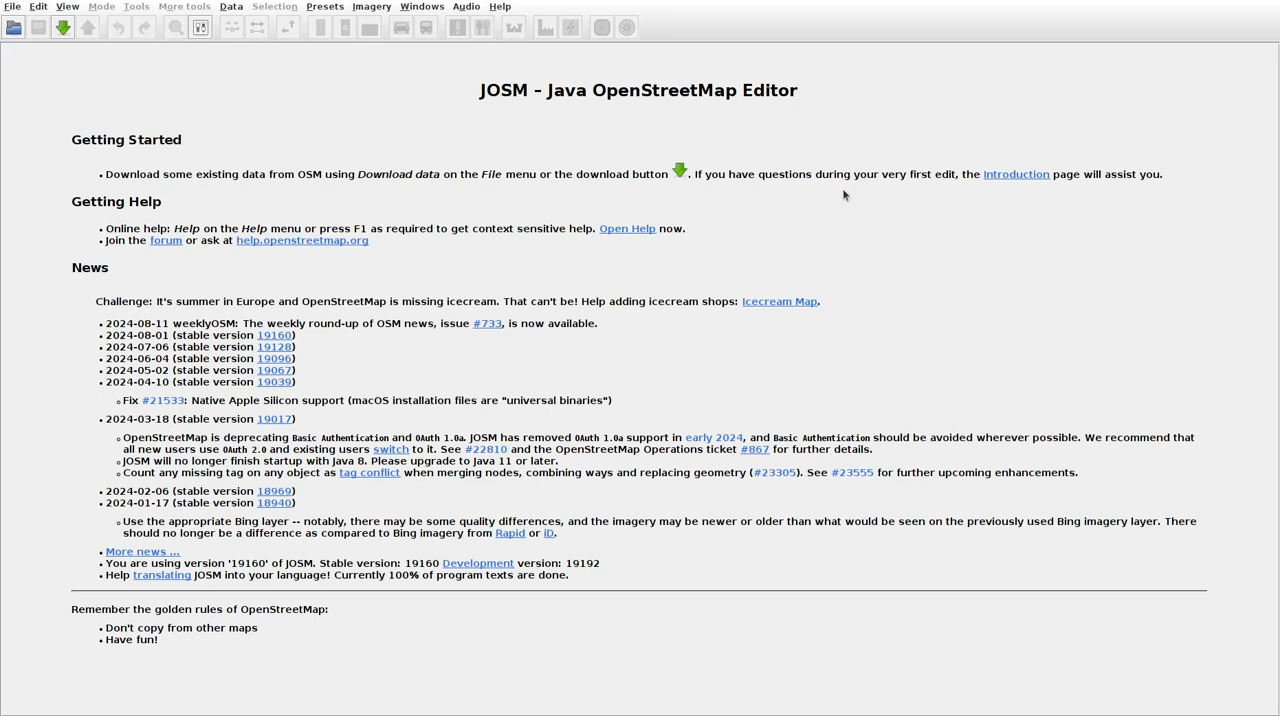 File Edit View Mode Tools More tools Data Selection Presets Imagery Windows Audio Help
JOSM – Java OpenStreetMap Editor
Getting Started
• Download some existing data from OSM using Download data on the File menu or the download button . If you have questions during your very first edit, the Introduction page will assist you.
Getting Help
• Online help: Help on the Help menu or press F1 as required to get context sensitive help. Open Help now.
• Join the forum or ask at help.openstreetmap.org
News
Challenge: It's summer in Europe and OpenStreetMap is missing icecream. That can't be! Help adding icecream shops: Icecream Map.
• 2024-08-11 weeklyOSM: The weekly round-up of OSM news, issue #733, is now available.
• 2024-08-01 (stable version 19160)
• 2024-07-06 (stable version 19128)
• 2024-06-04 (stable version 19096)
• 2024-05-02 (stable version 19067)
• 2024-04-10 (stable version 19039)
◦ Fix #21533: Native Apple Silicon support (macOS installation files are "universal binaries")
• 2024-03-18 (stable version 19017)
◦ OpenStreetMap is deprecating Basic Authentication and OAuth 1.0a. JOSM has removed OAuth 1.0a support in early 2024, and Basic Authentication should be avoided wherever possible. We recommend that
all new users use OAuth 2.0 and existing users switch to it. See #22810 and the OpenStreetMap Operations ticket #867 for further details.
◦ JOSM will no longer finish startup with Java 8. Please upgrade to Java 11 or later.
◦ Count any missing tag on any object as tag conflict when merging nodes, combining ways and replacing geometry (#23305). See #23555 for further upcoming enhancements.
• 2024-02-06 (stable version 18969)
• 2024-01-17 (stable version 18940)
◦ Use the appropriate Bing layer -- notably, there may be some quality differences, and the imagery may be newer or older than what would be seen on the previously used Bing imagery layer. There
should no longer be a difference as compared to Bing imagery from Rapid or iD.
• More news ...
• You are using version '19160' of JOSM. Stable version: 19160 Development version: 19192
• Help translating JOSM into your language! Currently 100% of program texts are done.
Remember the golden rules of OpenStreetMap:
• Don't copy from other maps
• Have fun!